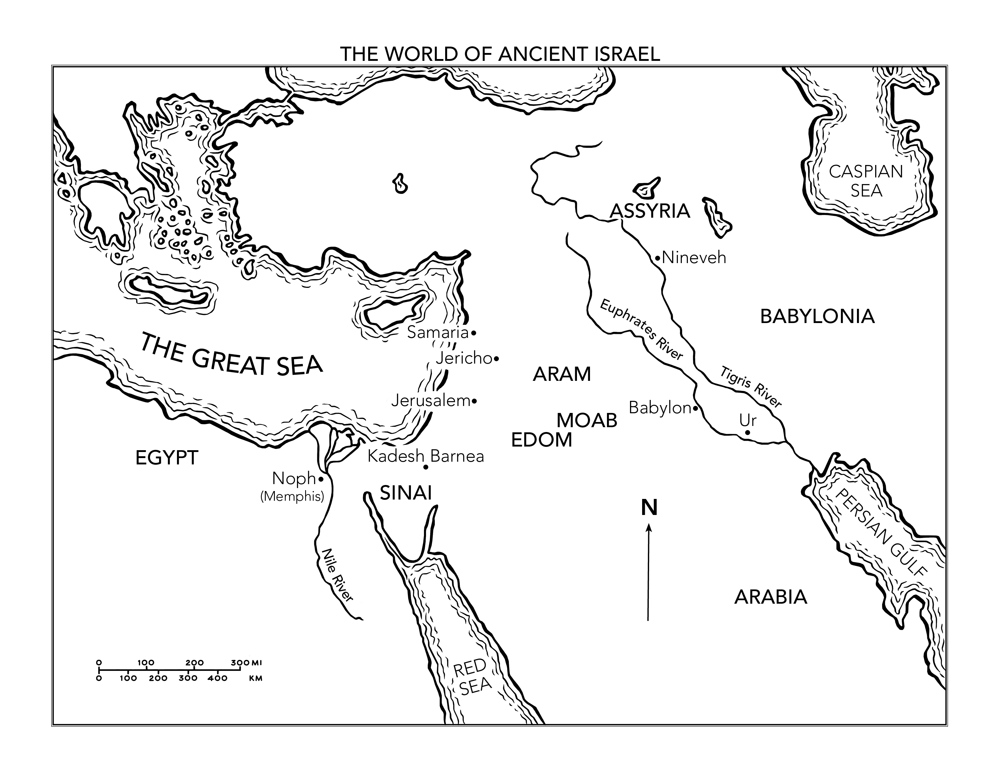 THE WORLD OF ANCIENT ISRAEL
CASPIAN
SEA
ASSYRIA
Nineveh
BABYLONIA
Euphrates River
Samaria
THE GREAT SEA
Jericho
ARAM
Tigris River
Jerusalem
Babylon
MOAB
Ur
EDOM
EGYPT
Kadesh Barnea
Noph
(Memphis)
SINAI
N
PERSIAN GULF
Nile River
ARABIA
RED
SEA
0 100 200 300 MI
0 100 200 300 400 KM